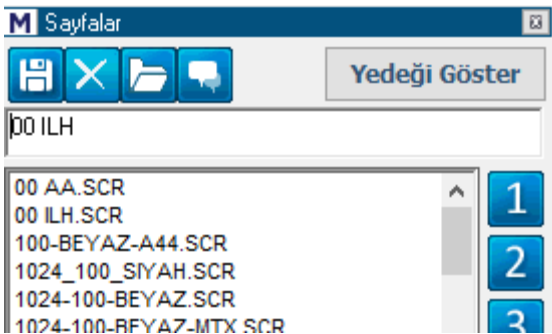 M Sayfalar
Yedeği Göster
00 ILH
00 AA.SCR
1
00 ILH.SCR
100-BEYAZ-A44.SCR
2
1024_100_SIYAH.SCR
1024-100-BEYAZ.SCR
3
1024-100-BEYAZ-MTX.SCR